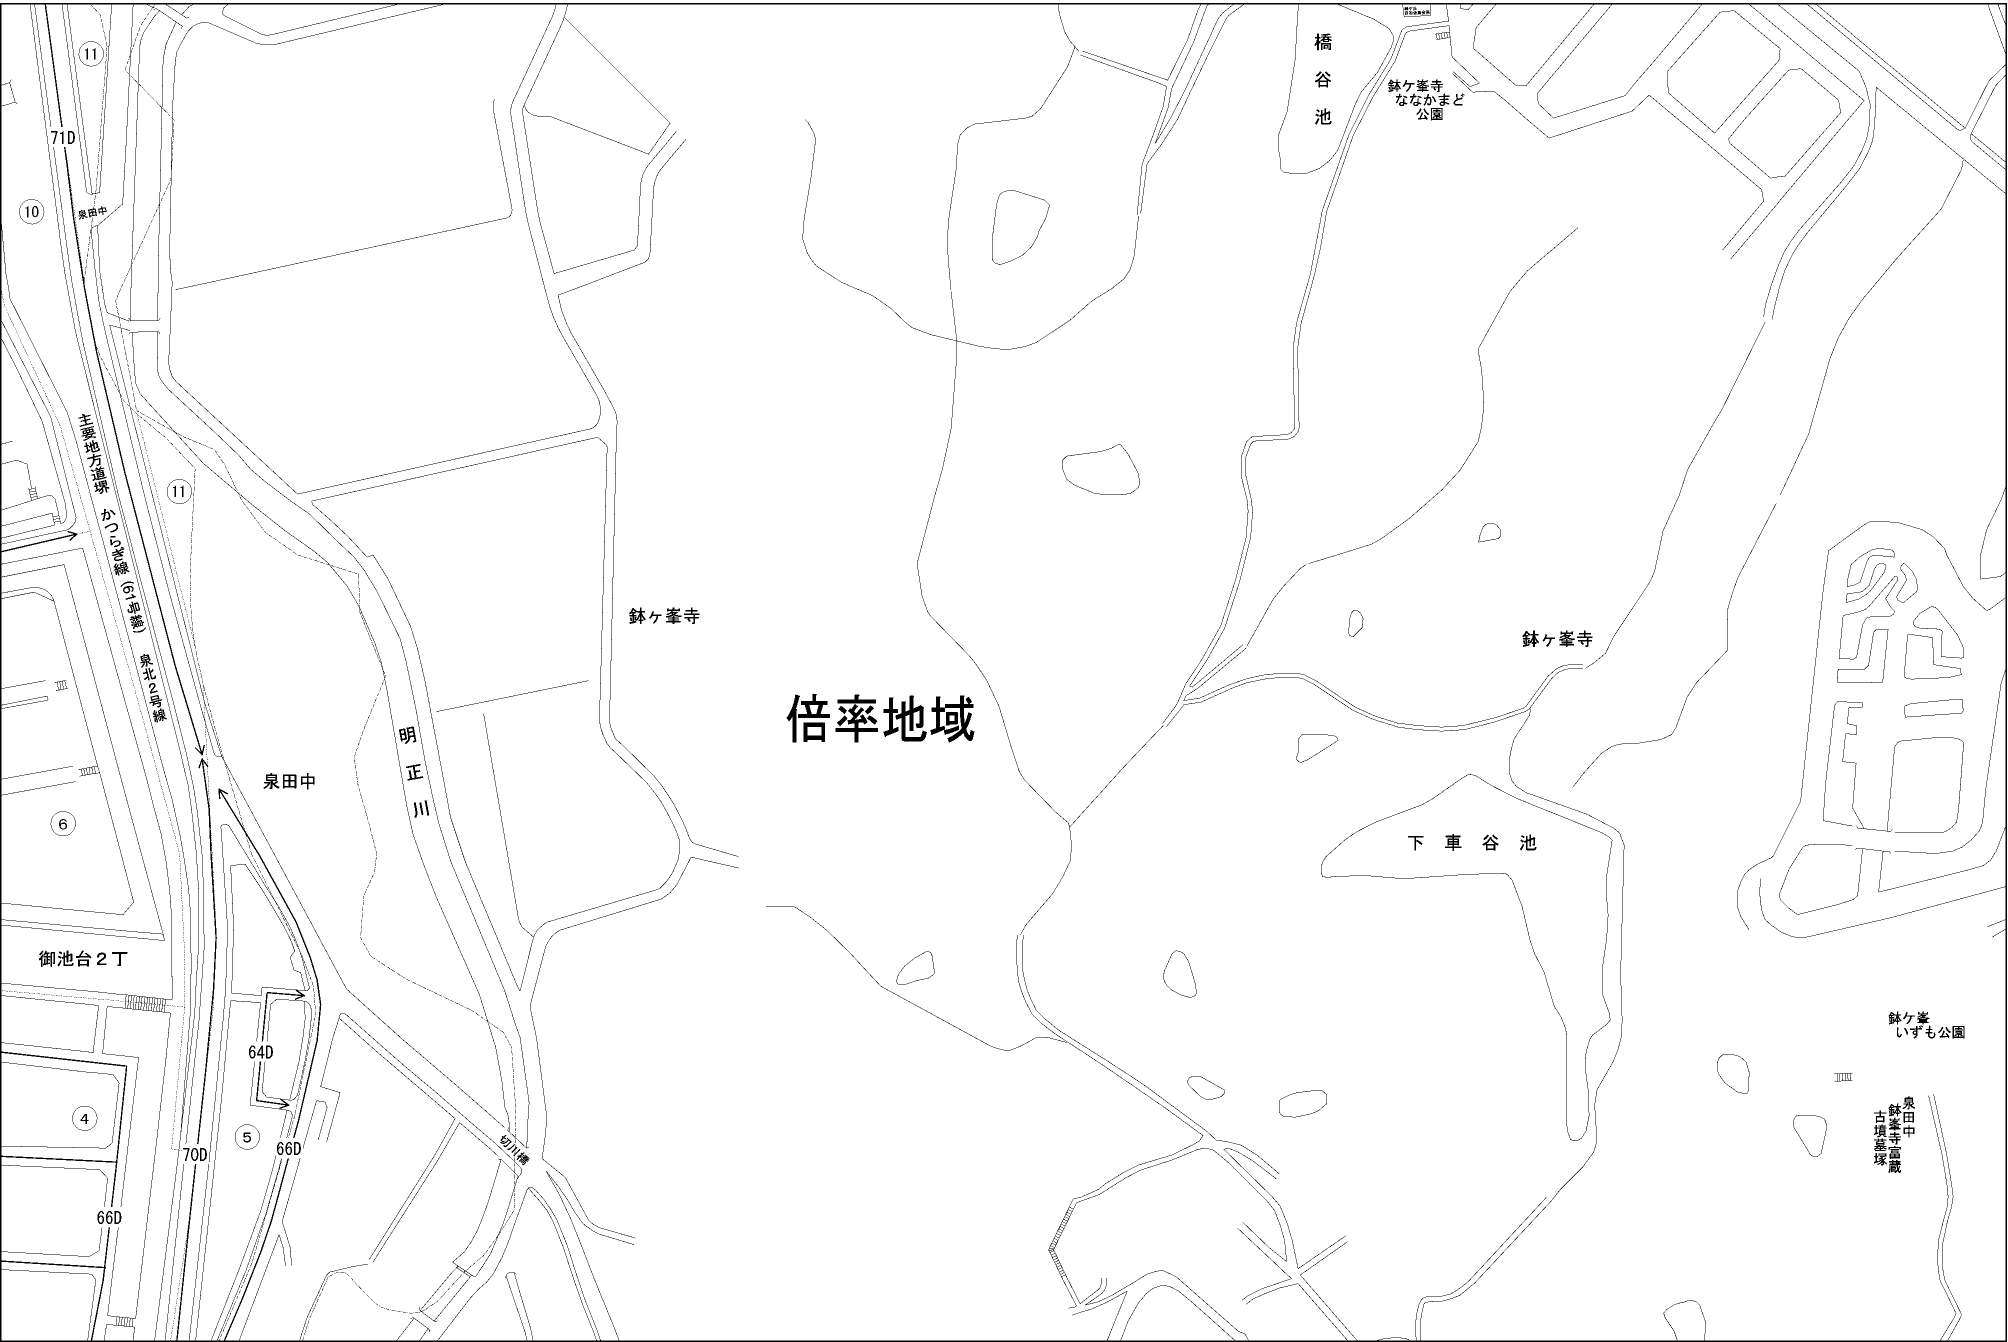 11
橋谷池
鉢ケ峯寺
ななかまど
公園
71D
10
泉田中
主要地方道堺 かつらぎ線(61号線) 泉北2号線
11
鉢ヶ峯寺
鉢ヶ峯寺
倍率地域
明正川
泉田中
6
下車谷池
御池台2丁
鉢ケ峯
いずも公園
64D
4
5
70D
66D
切川橋
泉田中
鉢峯寺富蔵
古墳墓塚
66D